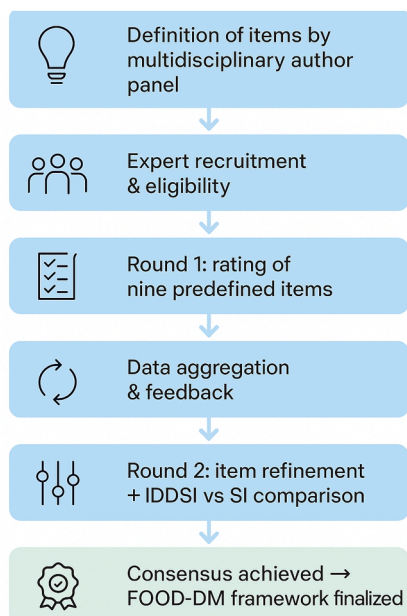 Definition of items by
multidisciplinary author
panel
Expert recruitment
& eligibility
Round 1: rating of
nine predefined items
Data aggregation
& feedback
Round 2: item refinement
+ IDDSI vs SI comparison
Consensus achieved →
FOOD-DM framework finalized